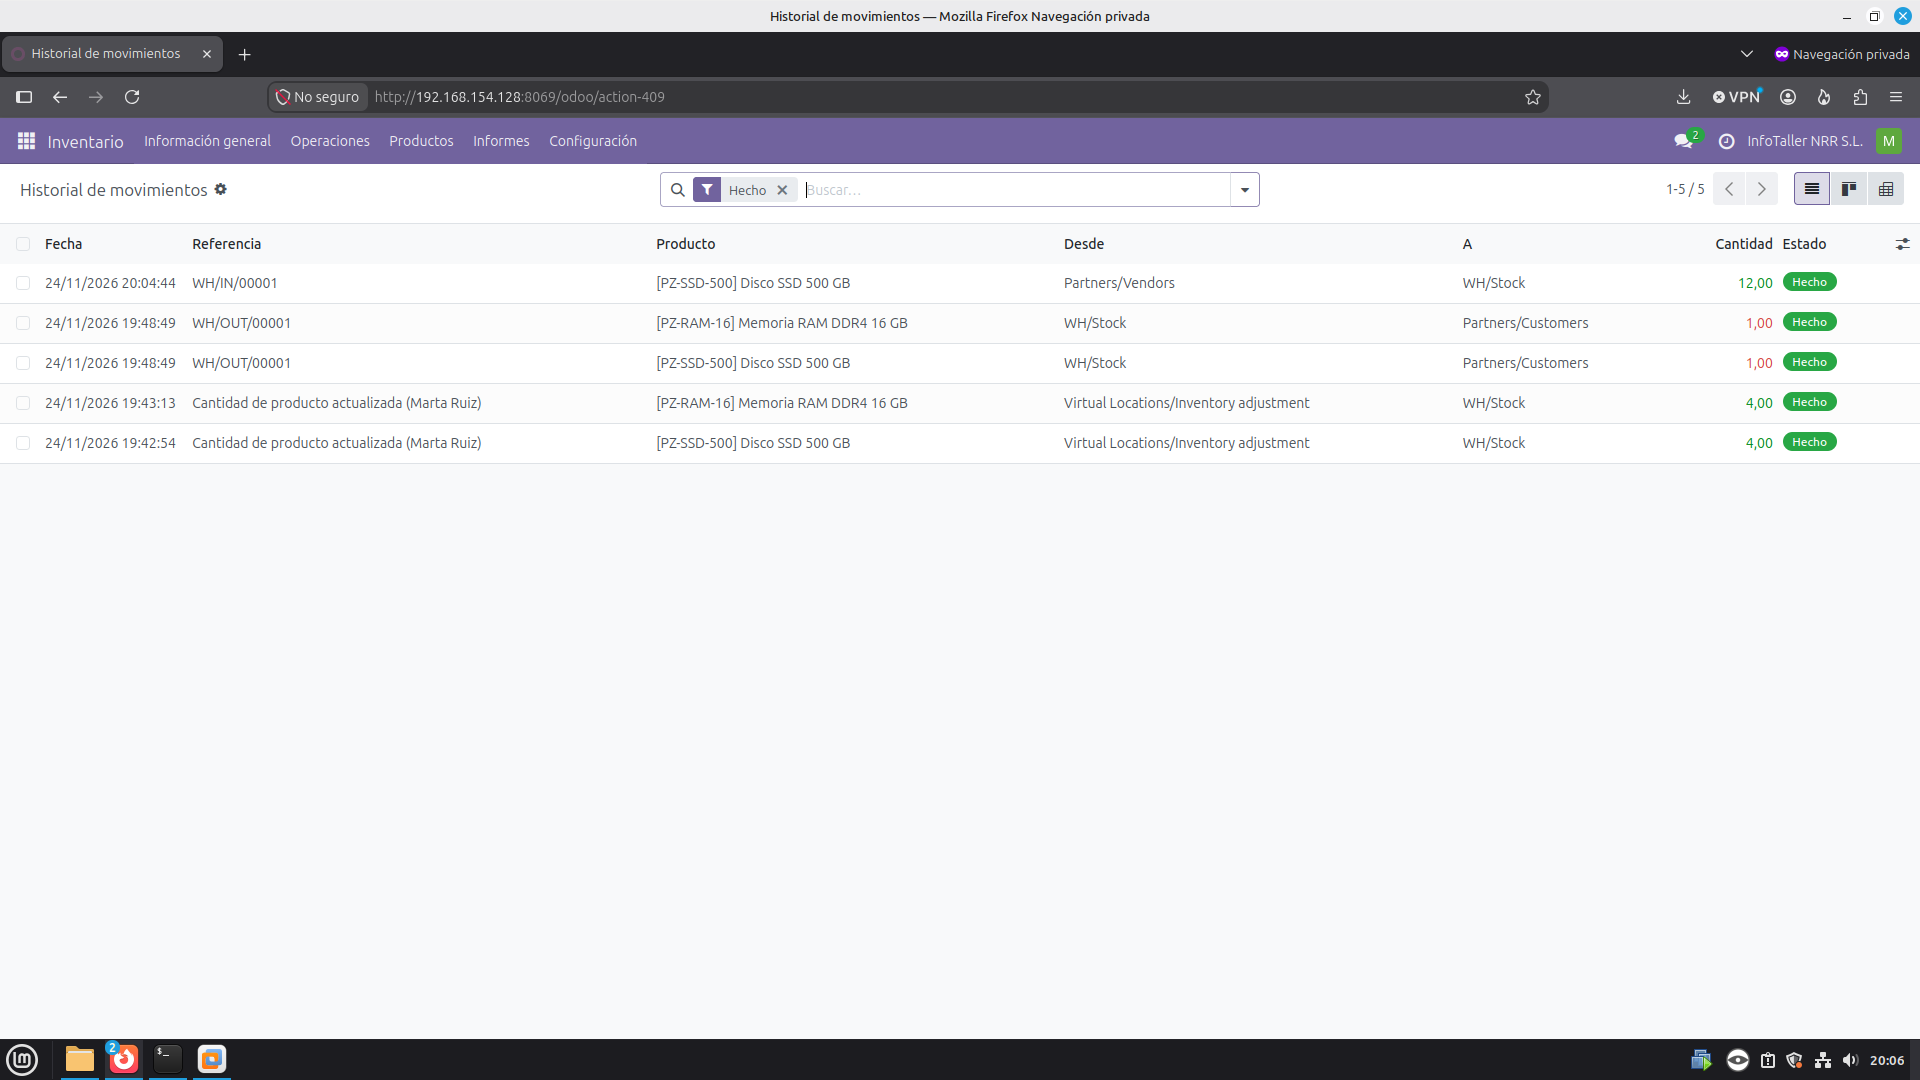 Historial de movimientos — Mozilla Firefox Navegación privada
Historial de movimientos
Navegación privada
No seguro
http://192.168.154.128:8069/odoo/action-409
VPN
Inventario
Información general
Operaciones
Productos
Informes
Configuración
2
InfoTaller NRR S.L.
M
Historial de movimientos
Hecho
Buscar...
1-5 / 5
Fecha Referencia Producto Desde A Cantidad Estado
24/11/2026 20:04:44 WH/IN/00001 [PZ-SSD-500] Disco SSD 500 GB Partners/Vendors WH/Stock 12,00 Hecho
24/11/2026 19:48:49 WH/OUT/00001 [PZ-RAM-16] Memoria RAM DDR4 16 GB WH/Stock Partners/Customers 1,00 Hecho
24/11/2026 19:48:49 WH/OUT/00001 [PZ-SSD-500] Disco SSD 500 GB WH/Stock Partners/Customers 1,00 Hecho
24/11/2026 19:43:13 Cantidad de producto actualizada (Marta Ruiz) [PZ-RAM-16] Memoria RAM DDR4 16 GB Virtual Locations/Inventory adjustment WH/Stock 4,00 Hecho
24/11/2026 19:42:54 Cantidad de producto actualizada (Marta Ruiz) [PZ-SSD-500] Disco SSD 500 GB Virtual Locations/Inventory adjustment WH/Stock 4,00 Hecho
lm
2
$_
20:06